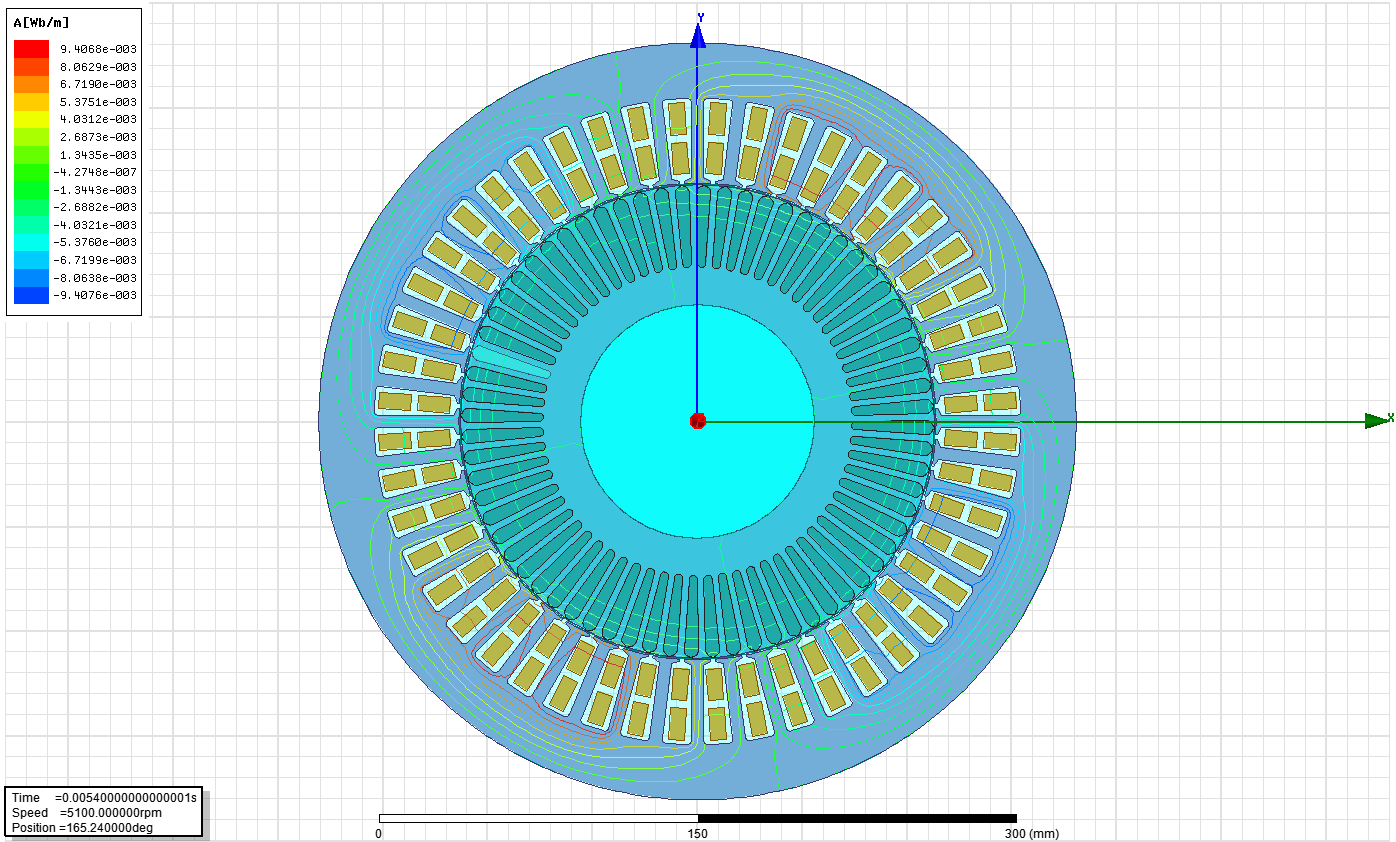 A[Wb/m]
9.4068e-003
8.0629e-003
6.7190e-003
5.3751e-003
4.0312e-003
2.6873e-003
1.3435e-003
-4.2748e-007
-1.3443e-003
-2.6882e-003
-4.0321e-003
-5.3760e-003
-6.7199e-003
-8.0638e-003
-9.4076e-003
Y
X
Time =0.00540000000000001s
Speed =5100.000000rpm
Position =165.240000deg
0 150 300 (mm)